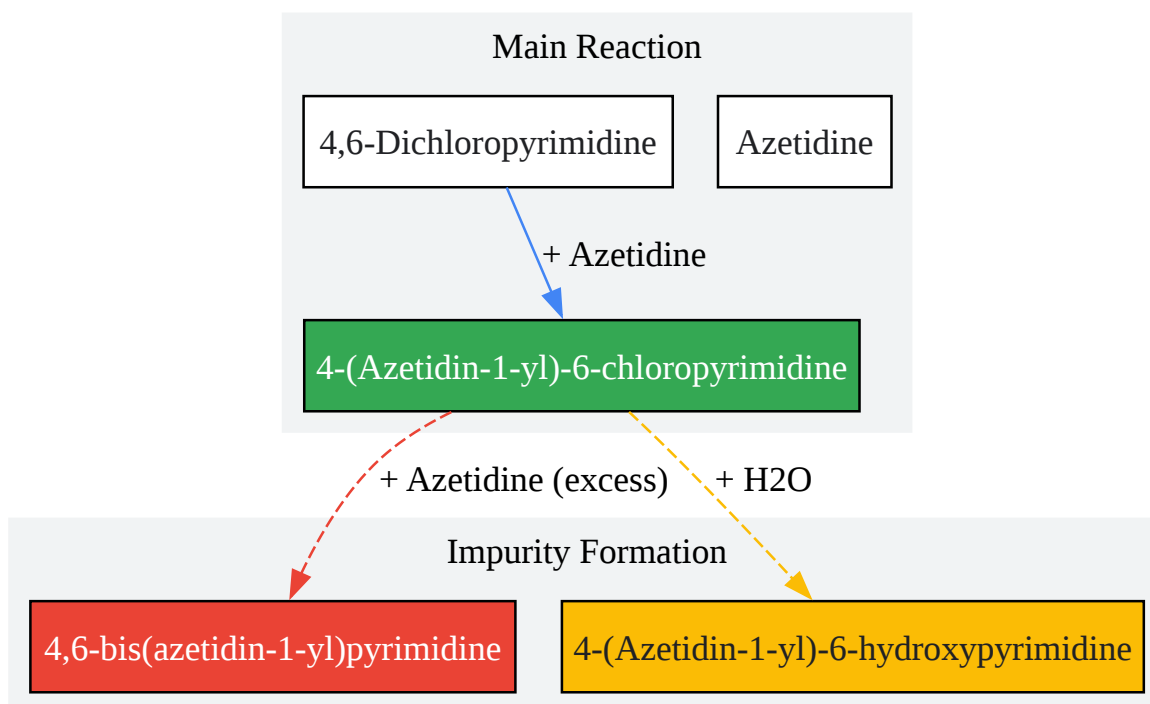 Main Reaction
4,6-Dichloropyrimidine
Azetidine
+ Azetidine
4-(Azetidin-1-yl)-6-chloropyrimidine
+ Azetidine (excess)
+ H2O
Impurity Formation
4,6-bis(azetidin-1-yl)pyrimidine
4-(Azetidin-1-yl)-6-hydroxypyrimidine